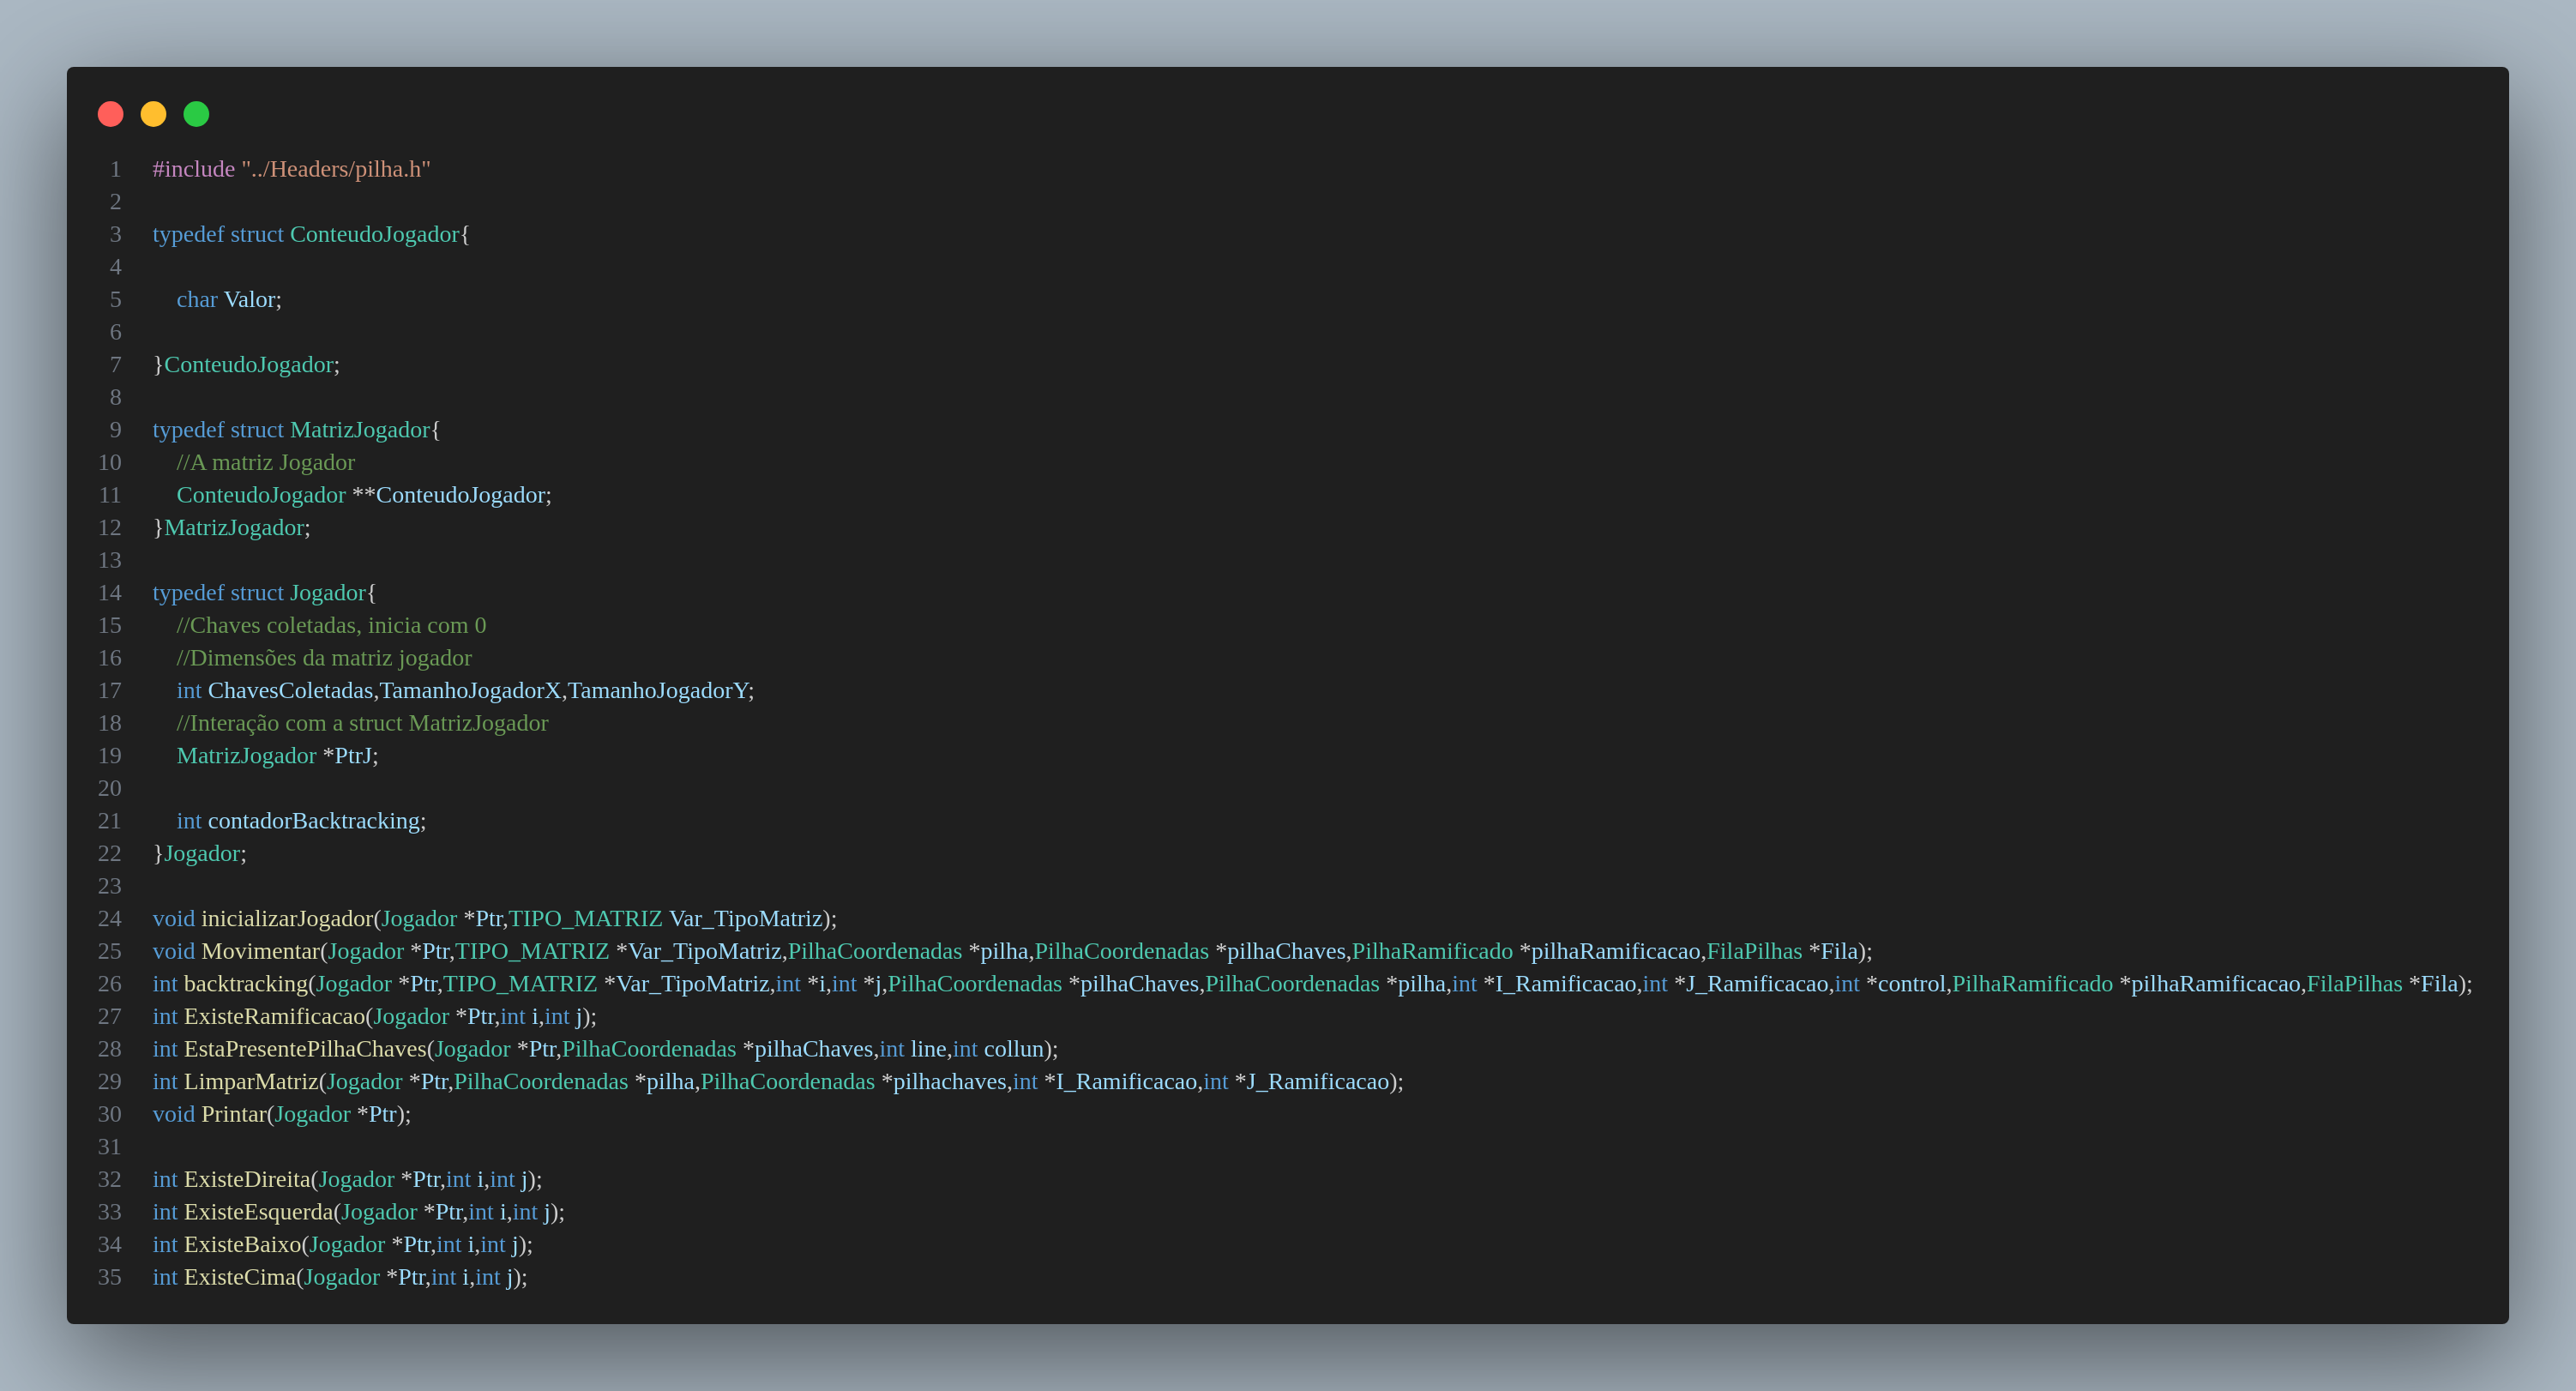 1 #include "../Headers/pilha.h"
2
3 typedef struct ConteudoJogador{
4
5     char Valor;
6
7 }ConteudoJogador;
8
9 typedef struct MatrizJogador{
10     //A matriz Jogador
11     ConteudoJogador **ConteudoJogador;
12 }MatrizJogador;
13
14 typedef struct Jogador{
15     //Chaves coletadas, inicia com 0
16     //Dimensões da matriz jogador
17     int ChavesColetadas,TamanhoJogadorX,TamanhoJogadorY;
18     //Interação com a struct MatrizJogador
19     MatrizJogador *PtrJ;
20
21     int contadorBacktracking;
22 }Jogador;
23
24 void inicializarJogador(Jogador *Ptr,TIPO_MATRIZ Var_TipoMatriz);
25 void Movimentar(Jogador *Ptr,TIPO_MATRIZ *Var_TipoMatriz,PilhaCoordenadas *pilha,PilhaCoordenadas *pilhaChaves,PilhaRamificado *pilhaRamificacao,FilaPilhas *Fila);
26 int backtracking(Jogador *Ptr,TIPO_MATRIZ *Var_TipoMatriz,int *i,int *j,PilhaCoordenadas *pilhaChaves,PilhaCoordenadas *pilha,int *I_Ramificacao,int *J_Ramificacao,int *control,PilhaRamificado *pilhaRamificacao,FilaPilhas *Fila);
27 int ExisteRamificacao(Jogador *Ptr,int i,int j);
28 int EstaPresentePilhaChaves(Jogador *Ptr,PilhaCoordenadas *pilhaChaves,int line,int collun);
29 int LimparMatriz(Jogador *Ptr,PilhaCoordenadas *pilha,PilhaCoordenadas *pilhachaves,int *I_Ramificacao,int *J_Ramificacao);
30 void Printar(Jogador *Ptr);
31
32 int ExisteDireita(Jogador *Ptr,int i,int j);
33 int ExisteEsquerda(Jogador *Ptr,int i,int j);
34 int ExisteBaixo(Jogador *Ptr,int i,int j);
35 int ExisteCima(Jogador *Ptr,int i,int j);